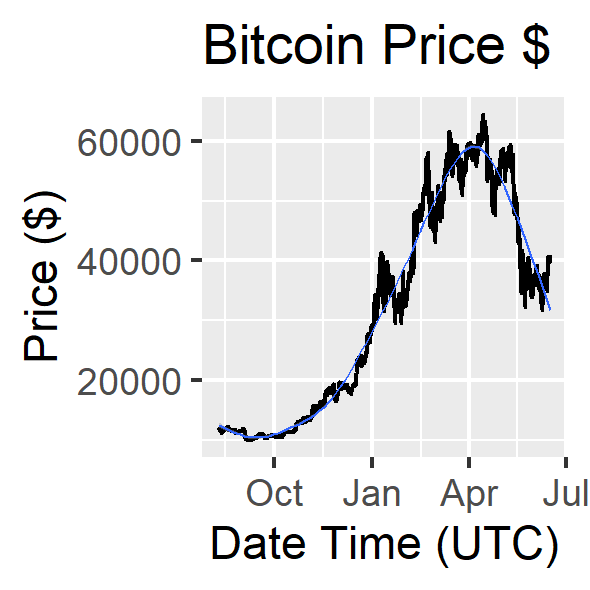 Bitcoin Price $
Price ($)
60000
40000
20000
Oct Jan Apr Jul
Date Time (UTC)